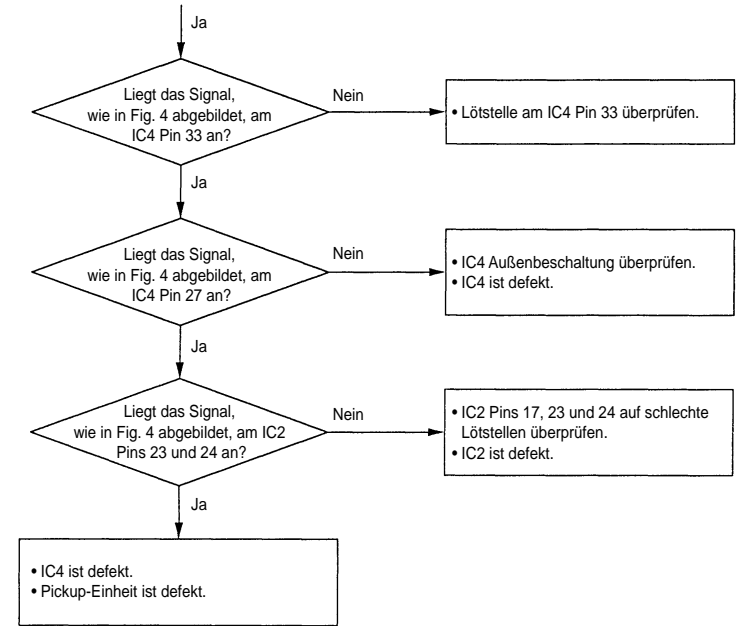 Ja
Liegt das Signal,
wie in Fig. 4 abgebildet, am
IC4 Pin 33 an?
Nein
• Lötstelle am IC4 Pin 33 überprüfen.
Ja
Liegt das Signal,
wie in Fig. 4 abgebildet, am
IC4 Pin 27 an?
Nein
• IC4 Außenbeschaltung überprüfen.
• IC4 ist defekt.
Ja
Liegt das Signal,
wie in Fig. 4 abgebildet, am IC2
Pins 23 und 24 an?
Nein
• IC2 Pins 17, 23 und 24 auf schlechte
Lötstellen überprüfen.
• IC2 ist defekt.
Ja
• IC4 ist defekt.
• Pickup-Einheit ist defekt.